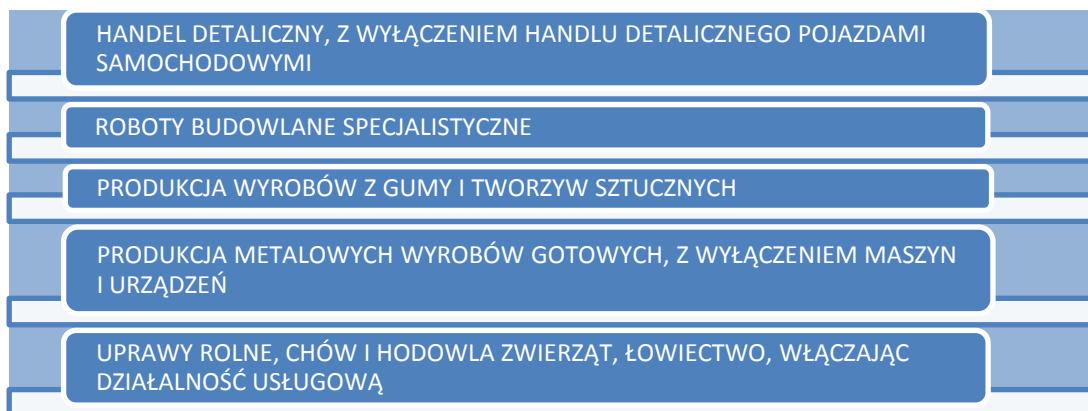 HANDEL DETALICZNY, Z WYŁĄCZENIEM HANDLU DETALICZNEGO POJAZDAMI
SAMOCHODOWYMI
ROBOTY BUDOWLANE SPECJALISTYCZNE
PRODUKCJA WYROBÓW Z GUMY I TWORZYW SZTUCZNYCH
PRODUKCJA METALOWYCH WYROBÓW GOTOWYCH, Z WYŁĄCZENIEM MASZYN
I URZĄDZEŃ
UPRAWY ROLNE, CHÓW I HODOWLA ZWIERZĄT, ŁOWIECTWO, WŁĄCZAJĄC
DZIAŁALNOŚĆ USŁUGOWĄ